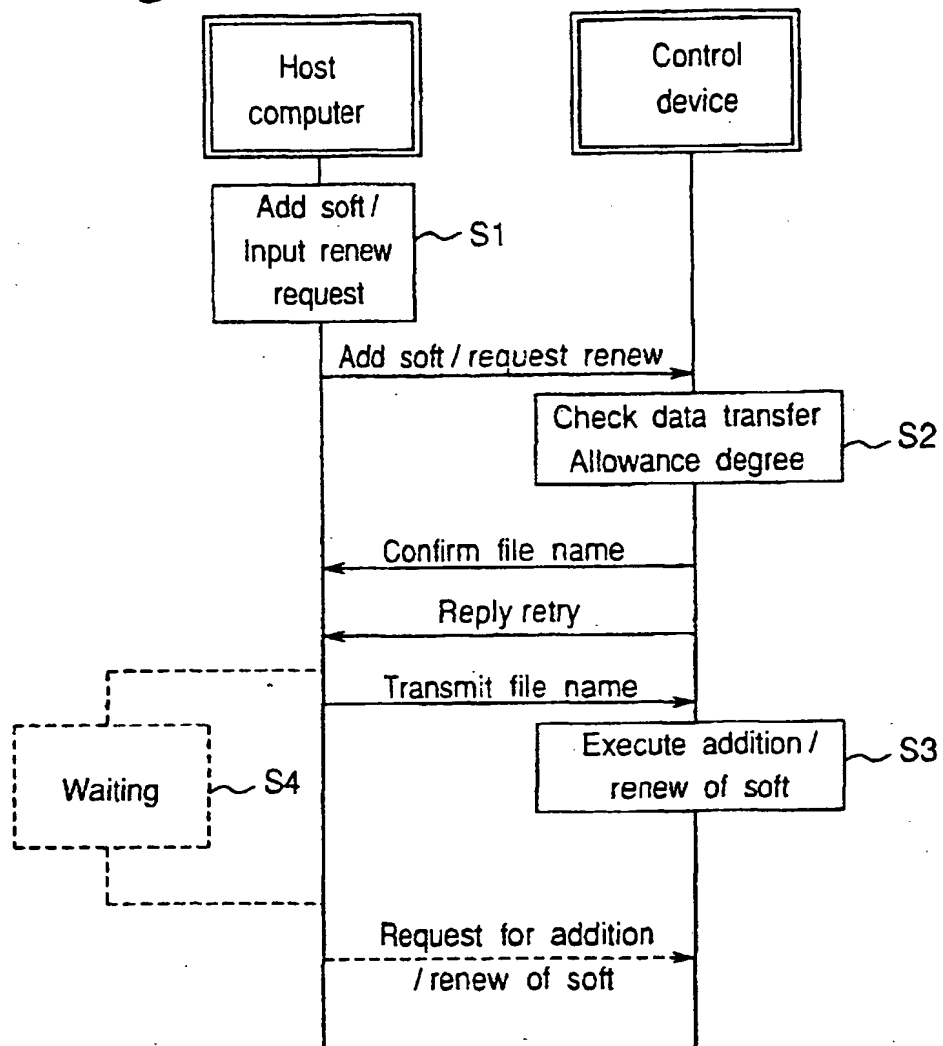 Host
computer
Control
device
Add soft /
Input renew
request
S1
Add soft / request renew
Check data transfer
Allowance degree
S2
Confirm file name
Reply retry
Transmit file name
Execute addition /
renew of soft
S3
Waiting
S4
Request for addition
/ renew of soft